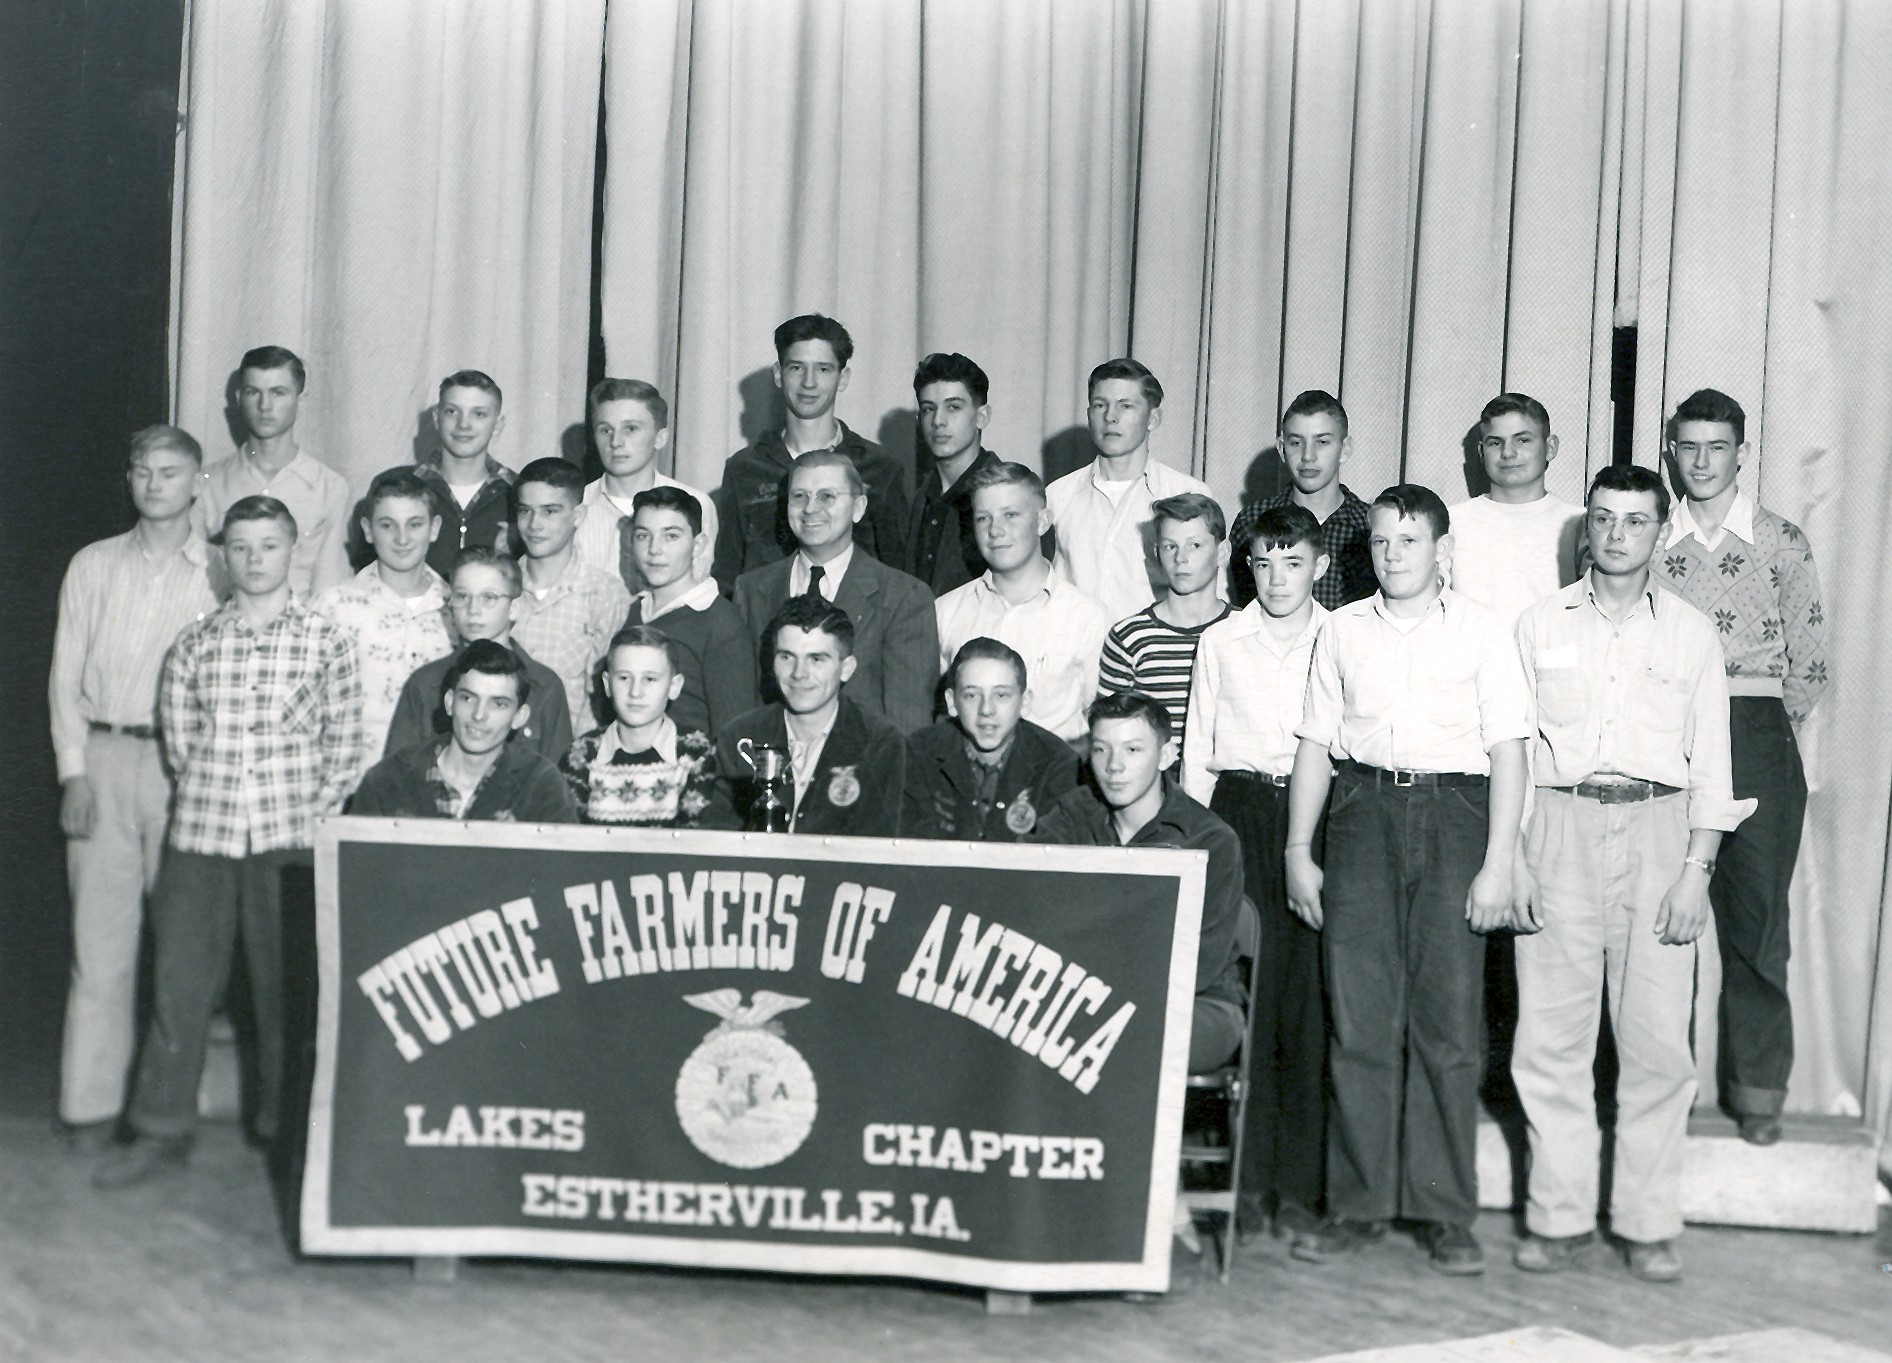 FUTURE FARMERS OF AMERICA
F F A
LAKES CHAPTER
ESTHERVILLE, IA.